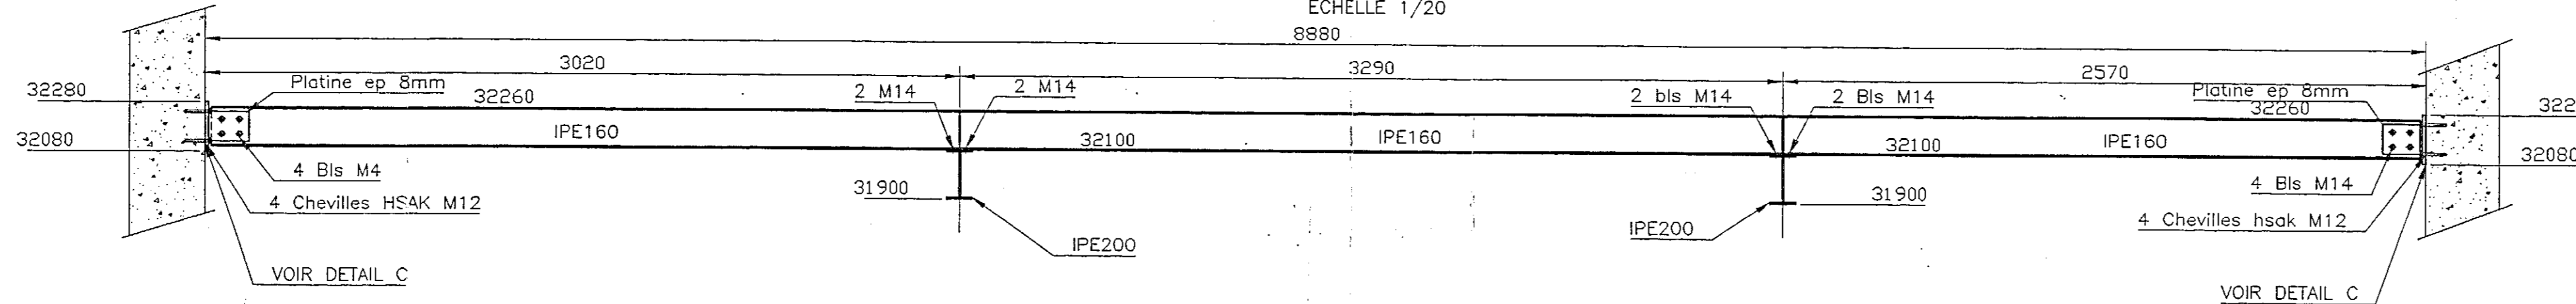 ECHELLE 1/20
8880
3020
3290
2570
Platine ep 8mm
32280
32260
2 M14
2 M14
2 bls M14
2 Bls M14
Platine ep 8mm
32260
IPE160
32100
IPE160
32100
IPE160
32080
32080
4 Bls M4
4 Chevilles HSAK M12
31900
IPE200
IPE200
31900
4 Bls M14
4 Chevilles hsak M12
VOIR DETAIL C
VOIR DETAIL C